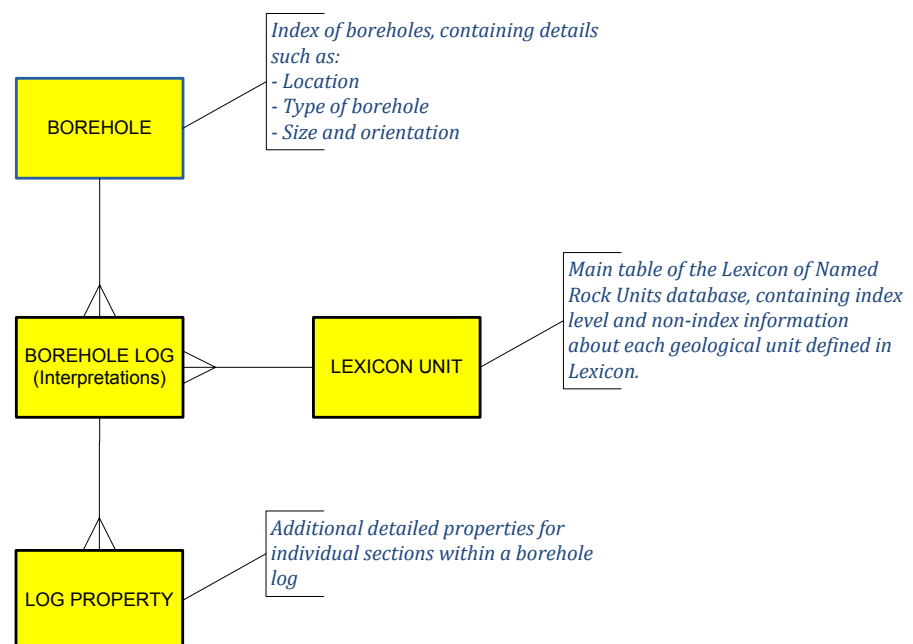 Index of boreholes, containing details
such as:
- Location
- Type of borehole
- Size and orientation
BOREHOLE
Main table of the Lexicon of Named
Rock Units database, containing index
level and non-index information
about each geological unit defined in
Lexicon.
BOREHOLE LOG
(Interpretations)
LEXICON UNIT
Additional detailed properties for
individual sections within a borehole
log
LOG PROPERTY